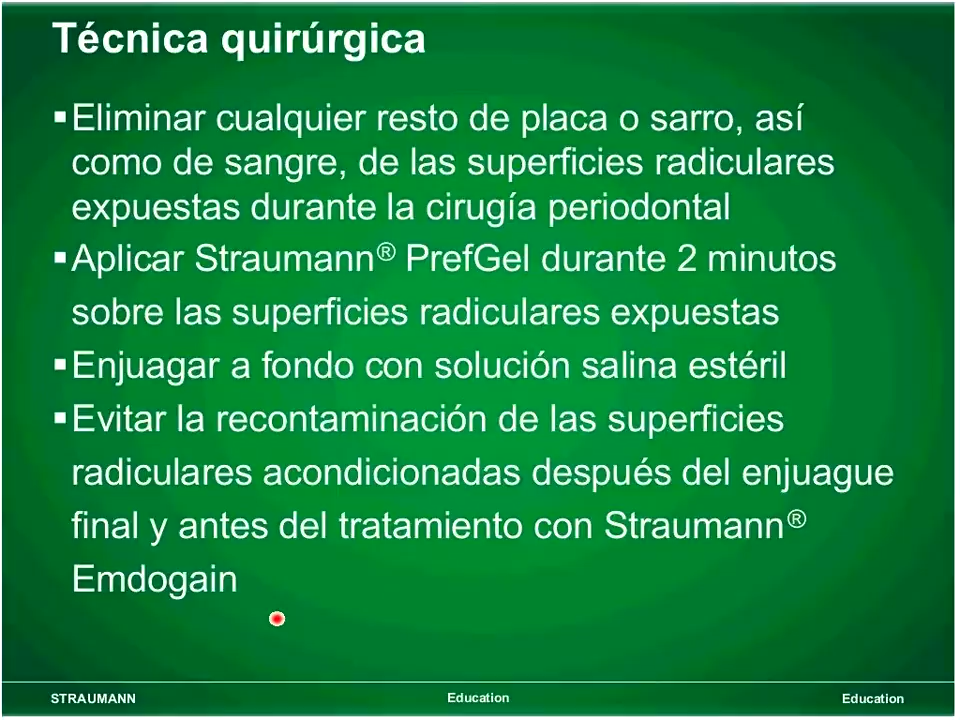 Técnica quirúrgica
▪Eliminar cualquier resto de placa o sarro, así
como de sangre, de las superficies radiculares
expuestas durante la cirugía periodontal
▪Aplicar Straumann® PrefGel durante 2 minutos
sobre las superficies radiculares expuestas
▪Enjuagar a fondo con solución salina estéril
▪Evitar la recontaminación de las superficies
radiculares acondicionadas después del enjuague
final y antes del tratamiento con Straumann®
Emdogain
STRAUMANN Education Education